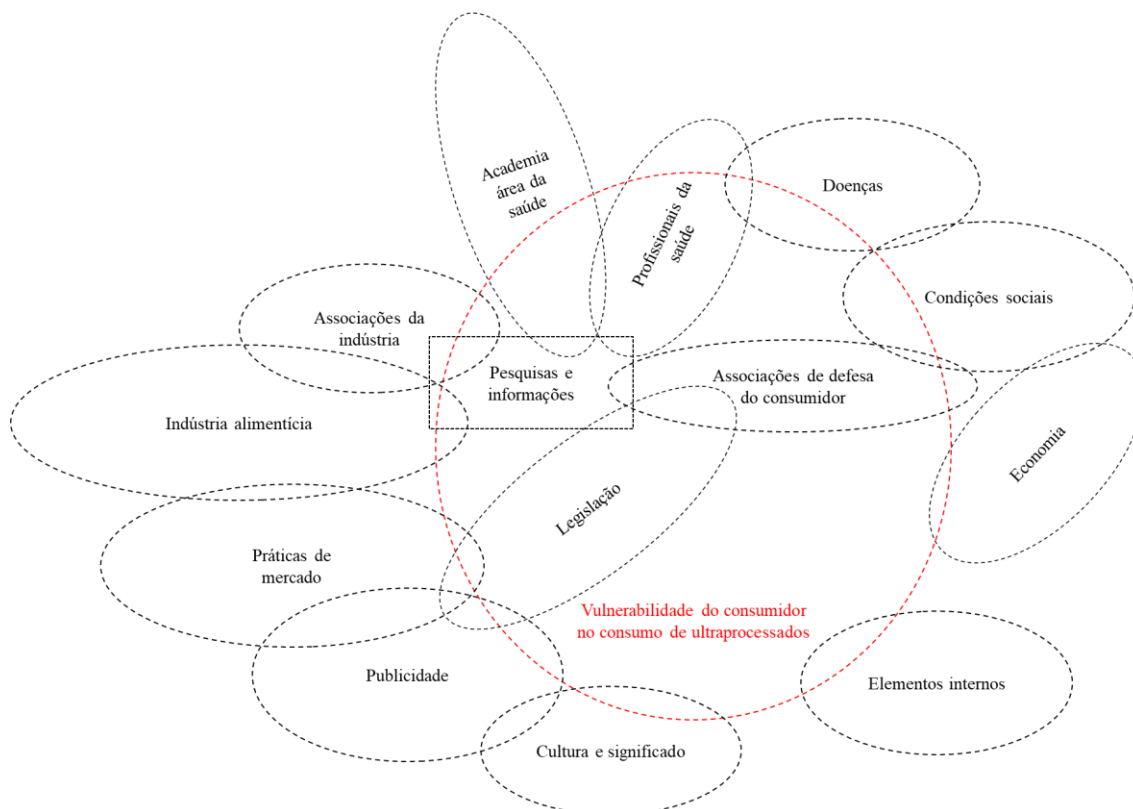 Academia
área da
saúde
Profissionais da
saúde
Doenças
Condições sociais
Associações da
indústria
Pesquisas e
informações
Associações de defesa
do consumidor
Indústria alimentícia
Economia
Legislação
Práticas de
mercado
Vulnerabilidade do consumidor
no consumo de ultraprocessados
Publicidade
Elementos internos
Cultura e significado